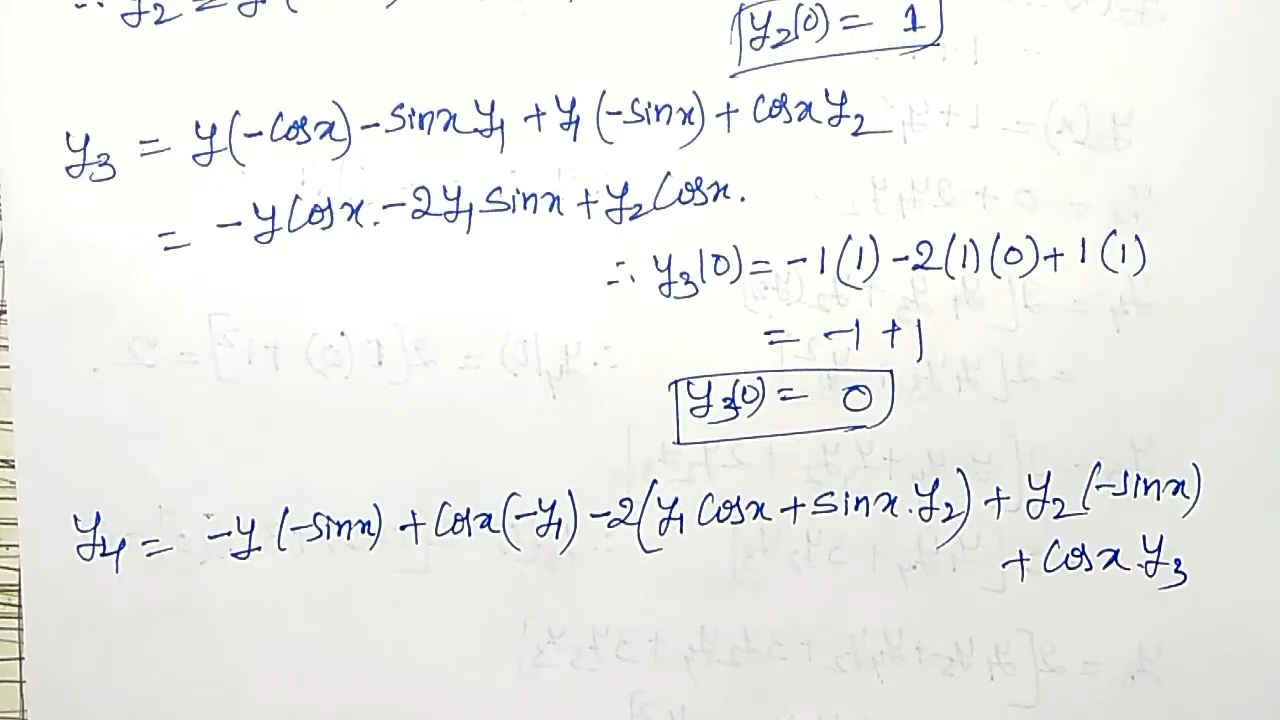 ∴ y₂ = y(
y₂(0) = 1
y₃ = y(-cosx) - sinx y₁ + y₁(-sinx) + cosx y₂
= -y cosx. - 2y₁ sinx + y₂ cosx.
∴ y₃(0) = -1(1) - 2(1)(0) + 1(1)
= -1 + 1
y₃(0) = 0
y₄ = -y(-sinx) + cosx(-y₁) - 2(y₁ cosx + sinx.y₂) + y₂(-sinx)
+ cosx.y₃